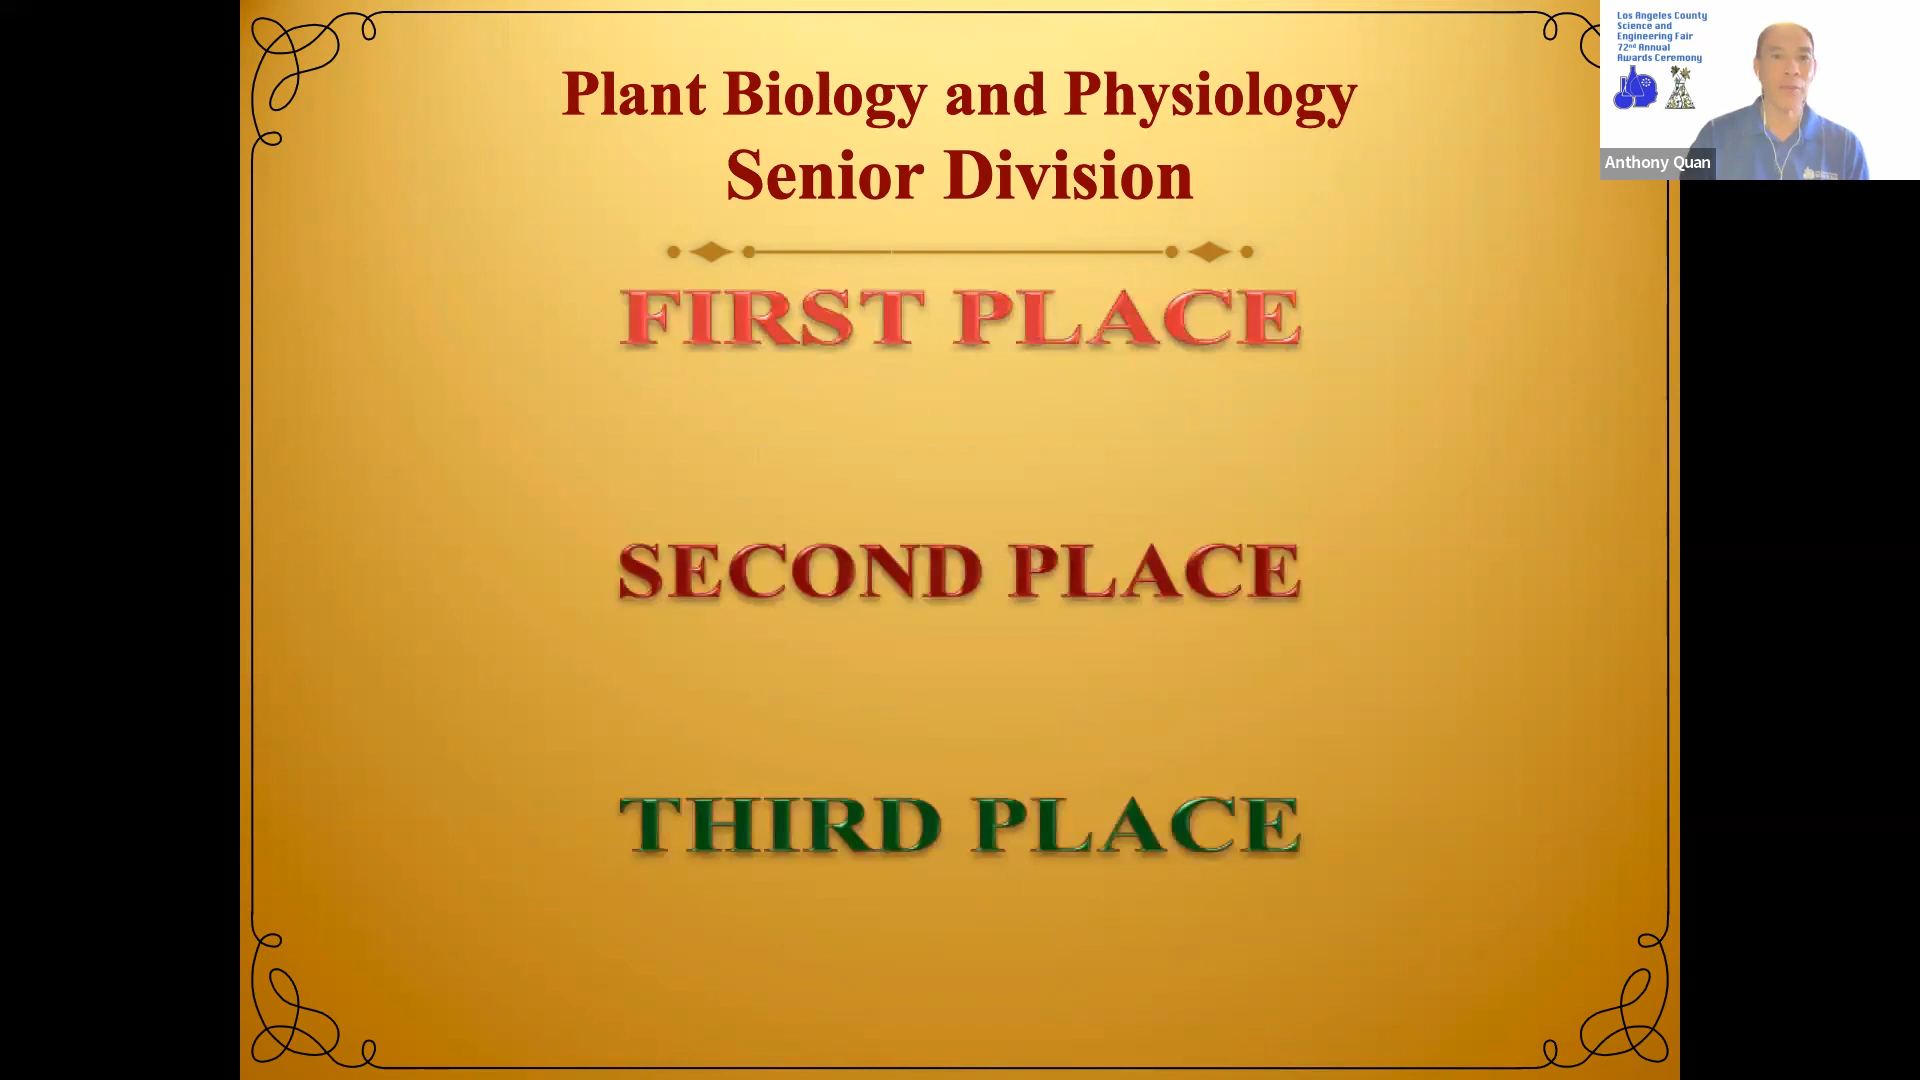 Plant Biology and Physiology
Senior Division
FIRST PLACE
SECOND PLACE
THIRD PLACE
Los Angeles County
Science and
Engineering Fair
72nd Annual
Awards Ceremony
Anthony Quan